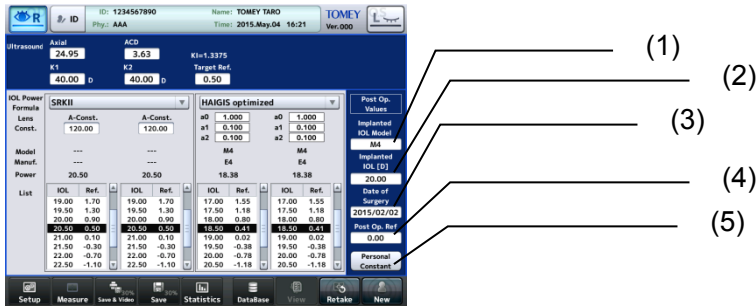 R
ID
ID: 1234567890 Name: TOMEY TARO
Phy.: AAA Time: 2015.May.04 16:21
TOMEY
Ver.000
L
Ultrasound
Axial ACD
24.95 3.63 KI=1.3375
K1 K2 Target Ref.
40.00 D 40.00 D 0.50
IOL Power
Formula
SRKII HAIGIS optimized
Lens
Const.
A-Const. A-Const.
120.00 120.00
a0 1.000 a0 1.000
a1 0.100 a1 0.100
a2 0.100 a2 0.100
Model --- --- M4 M4
Manuf. --- --- E4 E4
Power 20.50 20.50 18.38 18.38
List
IOL Ref. IOL Ref. IOL Ref. IOL Ref.
19.00 1.70 19.00 1.70 17.00 1.55 17.00 1.55
19.50 1.30 19.50 1.30 17.50 1.18 17.50 1.18
20.00 0.90 20.00 0.90 18.00 0.80 18.00 0.80
20.50 0.50 20.50 0.50 18.50 0.41 18.50 0.41
21.00 0.10 21.00 0.10 19.00 0.02 19.00 0.02
21.50 -0.30 21.50 -0.30 19.50 -0.38 19.50 -0.38
22.00 -0.70 22.00 -0.70 20.00 -0.78 20.00 -0.78
22.50 -1.10 22.50 -1.10 20.50 -1.18 20.50 -1.18
Post Op.
Values
Implanted
IOL Model
M4
Implanted
IOL [D]
20.00
Date of
Surgery
2015/02/02
Post Op. Ref
0.00
Personal
Constant
(1)
(2)
(3)
(4)
(5)
90% 90%
Setup Measure Save & Video Save Statistics DataBase View Retake New